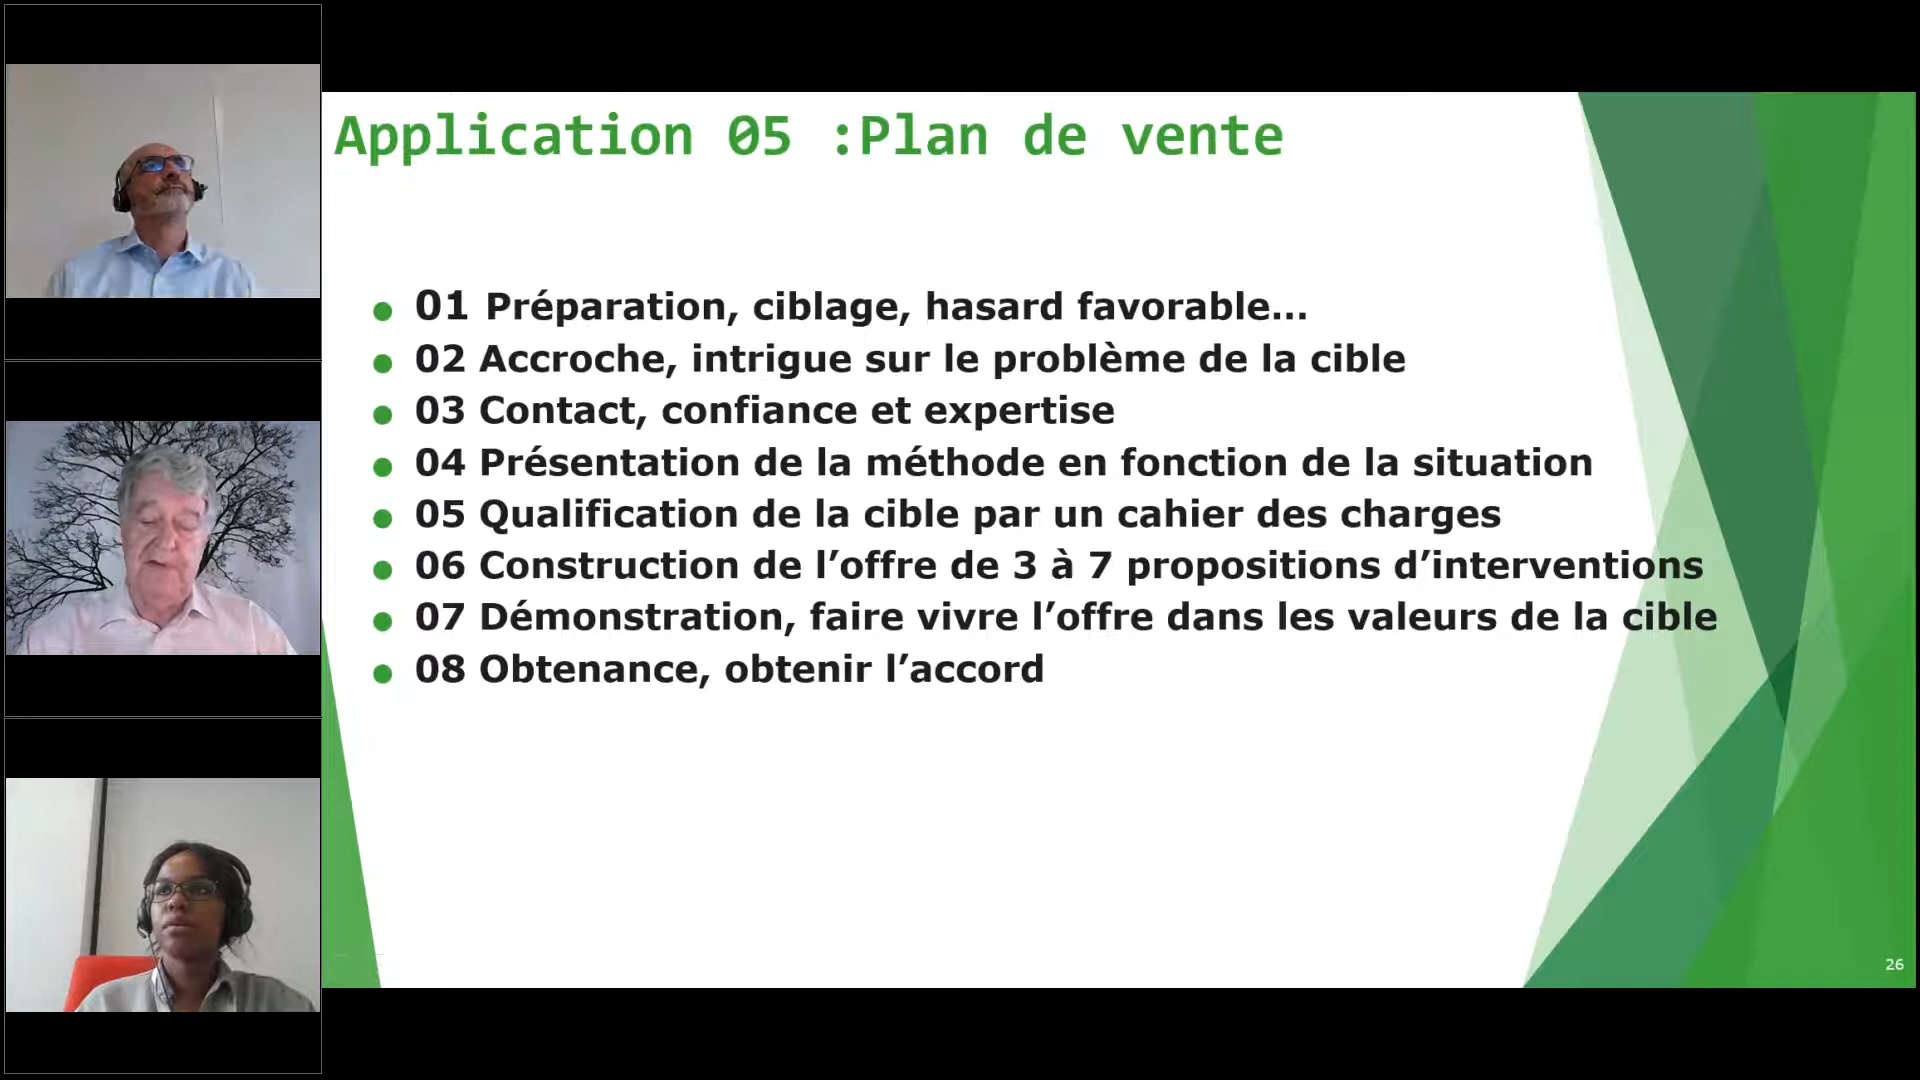 Application 05 :Plan de vente
01 Préparation, ciblage, hasard favorable...
02 Accroche, intrigue sur le problème de la cible
03 Contact, confiance et expertise
04 Présentation de la méthode en fonction de la situation
05 Qualification de la cible par un cahier des charges
06 Construction de l’offre de 3 à 7 propositions d’interventions
07 Démonstration, faire vivre l’offre dans les valeurs de la cible
08 Obtenance, obtenir l’accord
26